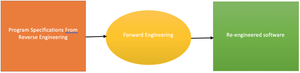 Program Specifications From
Reverse Engineering
Forward Engineering
Re-engineered software